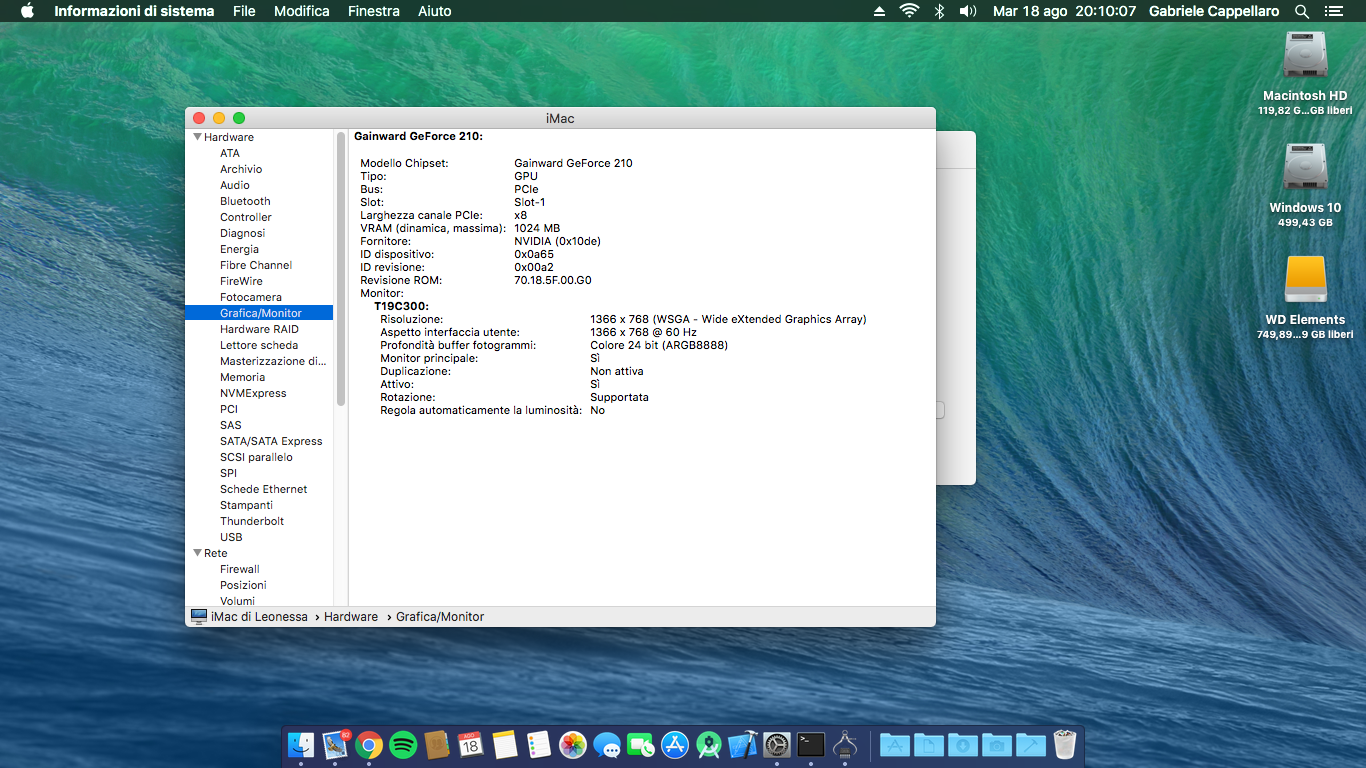 Informazioni di sistema File Modifica Finestra Aiuto Mar 18 ago 20:10:07 Gabriele Cappellaro
Macintosh HD
119,82 G...GB liberi
Windows 10
499,43 GB
WD Elements
749,89...9 GB liberi
iMac
Hardware
ATA
Archivio
Audio
Bluetooth
Controller
Diagnosi
Energia
Fibre Channel
FireWire
Fotocamera
Grafica/Monitor
Hardware RAID
Lettore scheda
Masterizzazione di...
Memoria
NVMExpress
PCI
SAS
SATA/SATA Express
SCSI parallelo
SPI
Schede Ethernet
Stampanti
Thunderbolt
USB
Rete
Firewall
Posizioni
Volumi
Gainward GeForce 210:
Modello Chipset: Gainward GeForce 210
Tipo: GPU
Bus: PCIe
Slot: Slot-1
Larghezza canale PCIe: x8
VRAM (dinamica, massima): 1024 MB
Fornitore: NVIDIA (0x10de)
ID dispositivo: 0x0a65
ID revisione: 0x00a2
Revisione ROM: 70.18.5F.00.G0
Monitor:
T19C300:
Risoluzione: 1366 x 768 (WSGA - Wide eXtended Graphics Array)
Aspetto interfaccia utente: 1366 x 768 @ 60 Hz
Profondità buffer fotogrammi: Colore 24 bit (ARGB8888)
Monitor principale: Sì
Duplicazione: Non attiva
Attivo: Sì
Rotazione: Supportata
Regola automaticamente la luminosità: No
iMac di Leonessa › Hardware › Grafica/Monitor
82
AGO
18